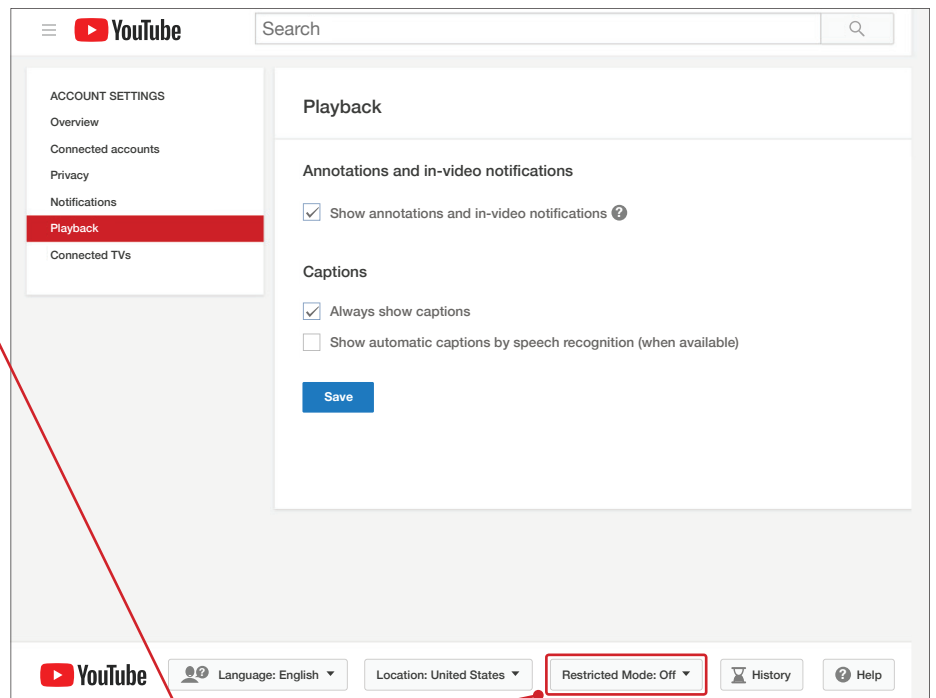 YouTube
Search
ACCOUNT SETTINGS
Overview
Connected accounts
Privacy
Notifications
Playback
Connected TVs
Playback
Annotations and in-video notifications
Show annotations and in-video notifications ?
Captions
Always show captions
Show automatic captions by speech recognition (when available)
Save
YouTube ? Language: English Location: United States Restricted Mode: Off History ? Help